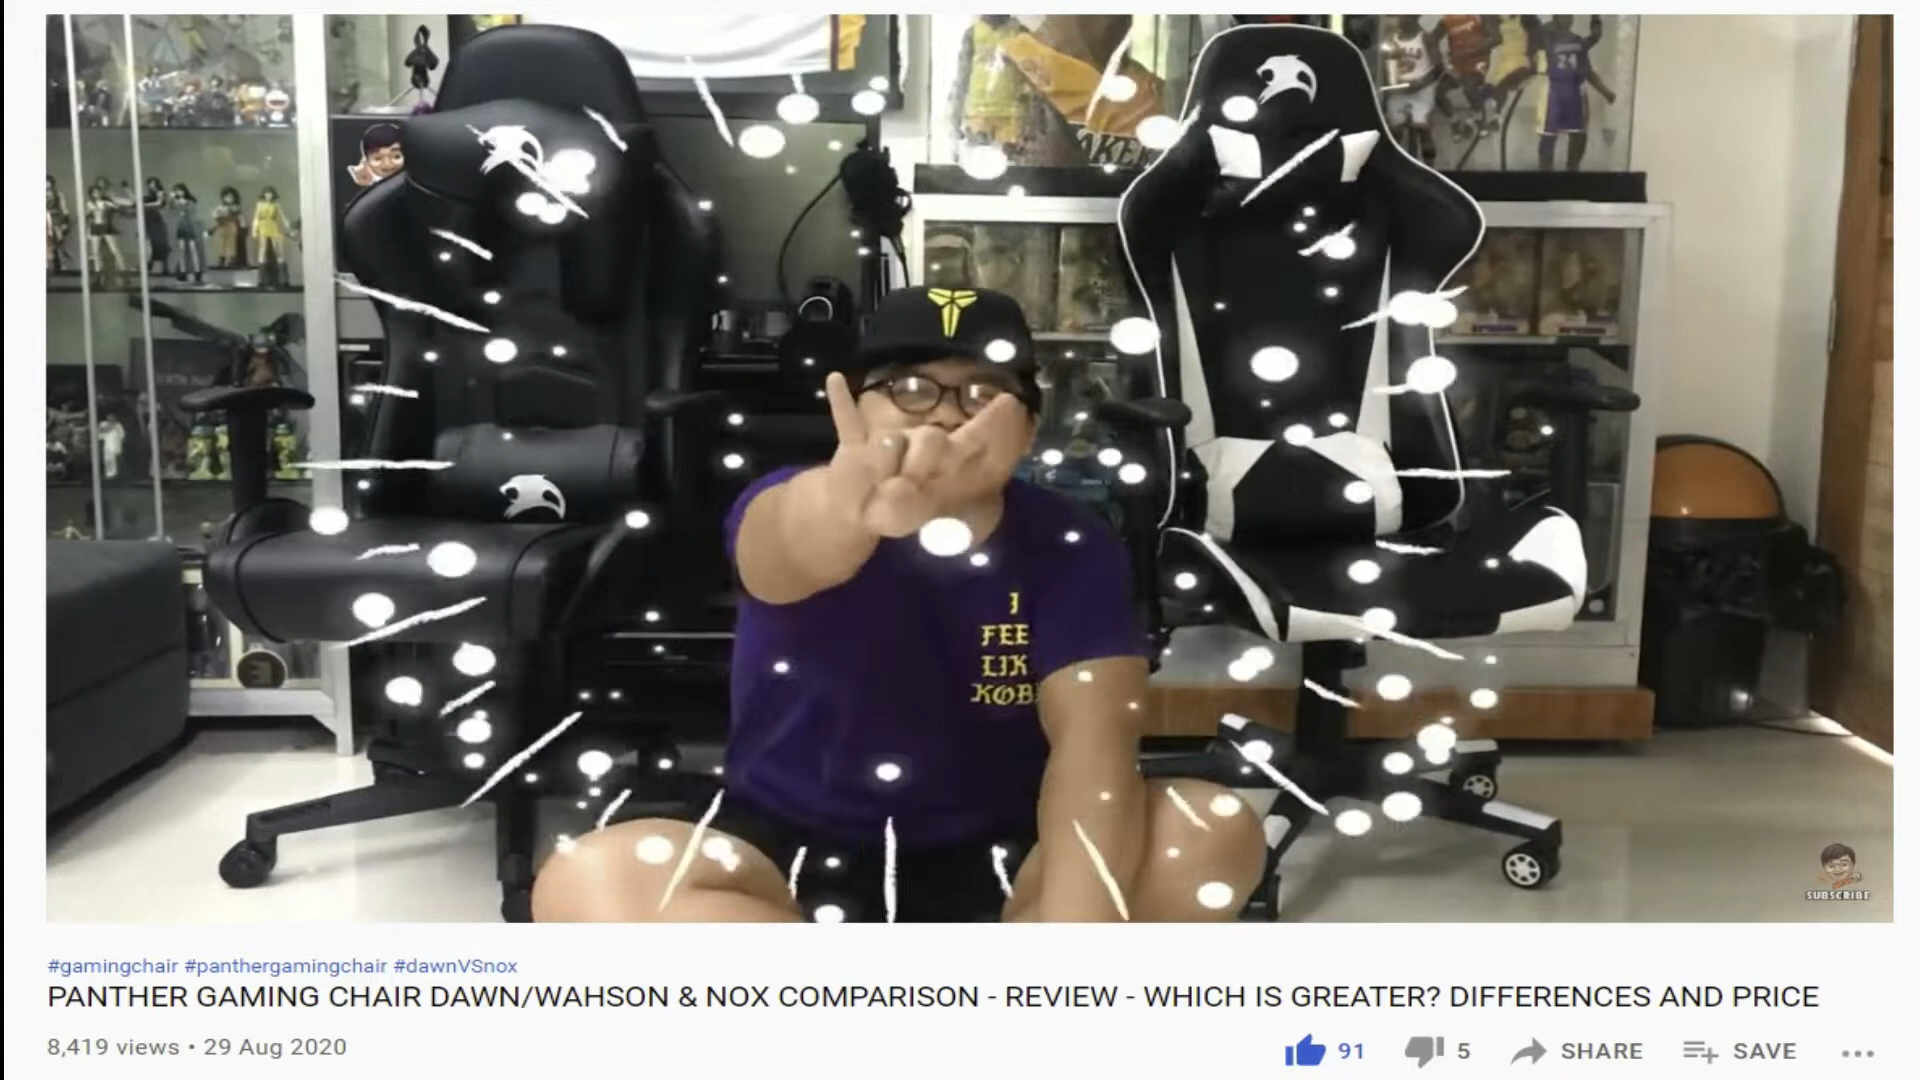 24
I
FEE
LIK
KOB
SUBSCRIBE
#gamingchair #panthergamingchair #dawnVSnox
PANTHER GAMING CHAIR DAWN/WAHSON & NOX COMPARISON - REVIEW - WHICH IS GREATER? DIFFERENCES AND PRICE
8,419 views • 29 Aug 2020
91 5 SHARE SAVE